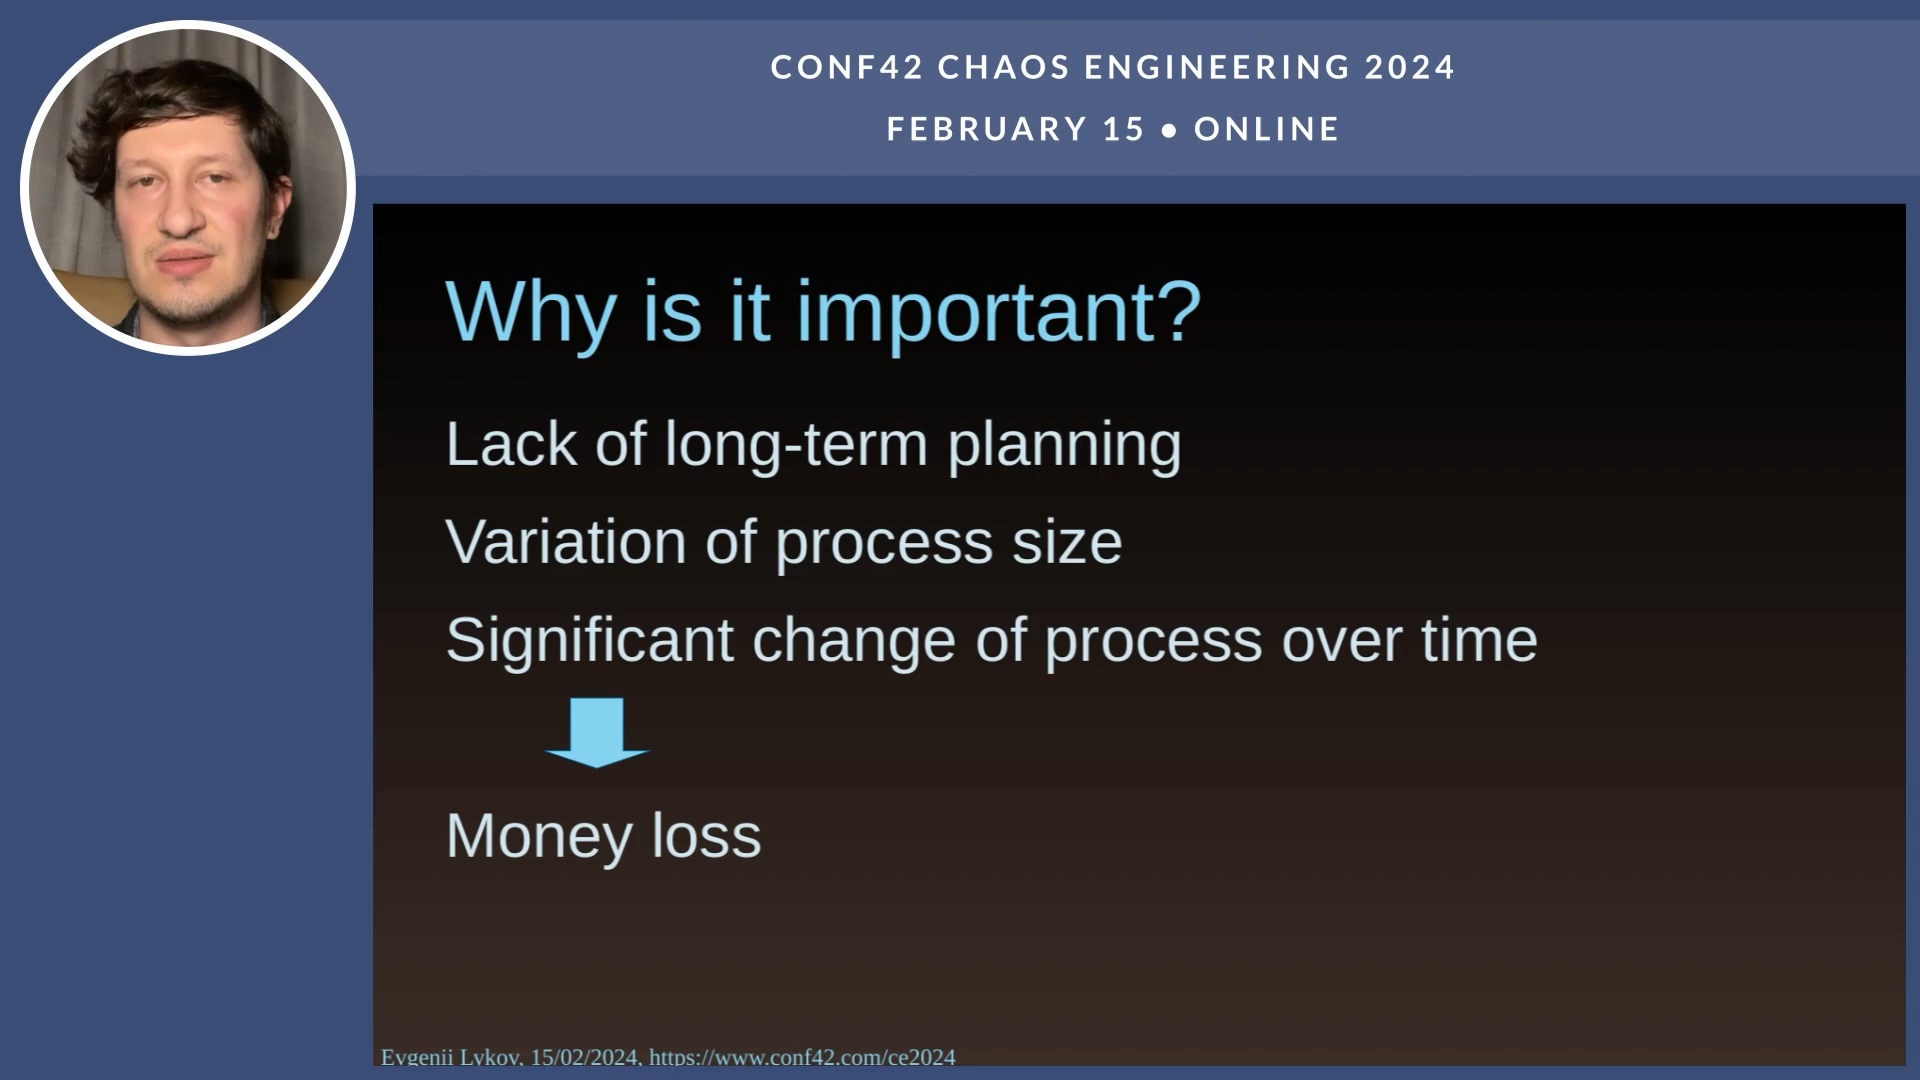 CONF42 CHAOS ENGINEERING 2024
FEBRUARY 15 ● ONLINE
Why is it important?
Lack of long-term planning
Variation of process size
Significant change of process over time
Money loss
Evgenii Lykov, 15/02/2024, https://www.conf42.com/ce2024